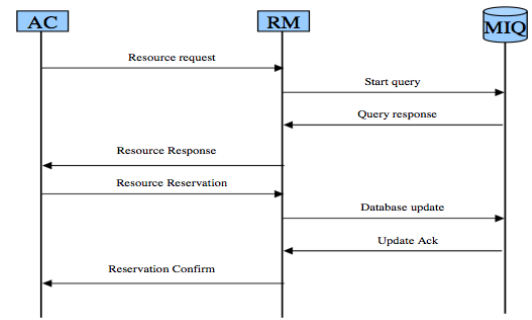 AC
RM
MIQ
Resource request
Start query
Query response
Resource Response
Resource Reservation
Database update
Update Ack
Reservation Confirm